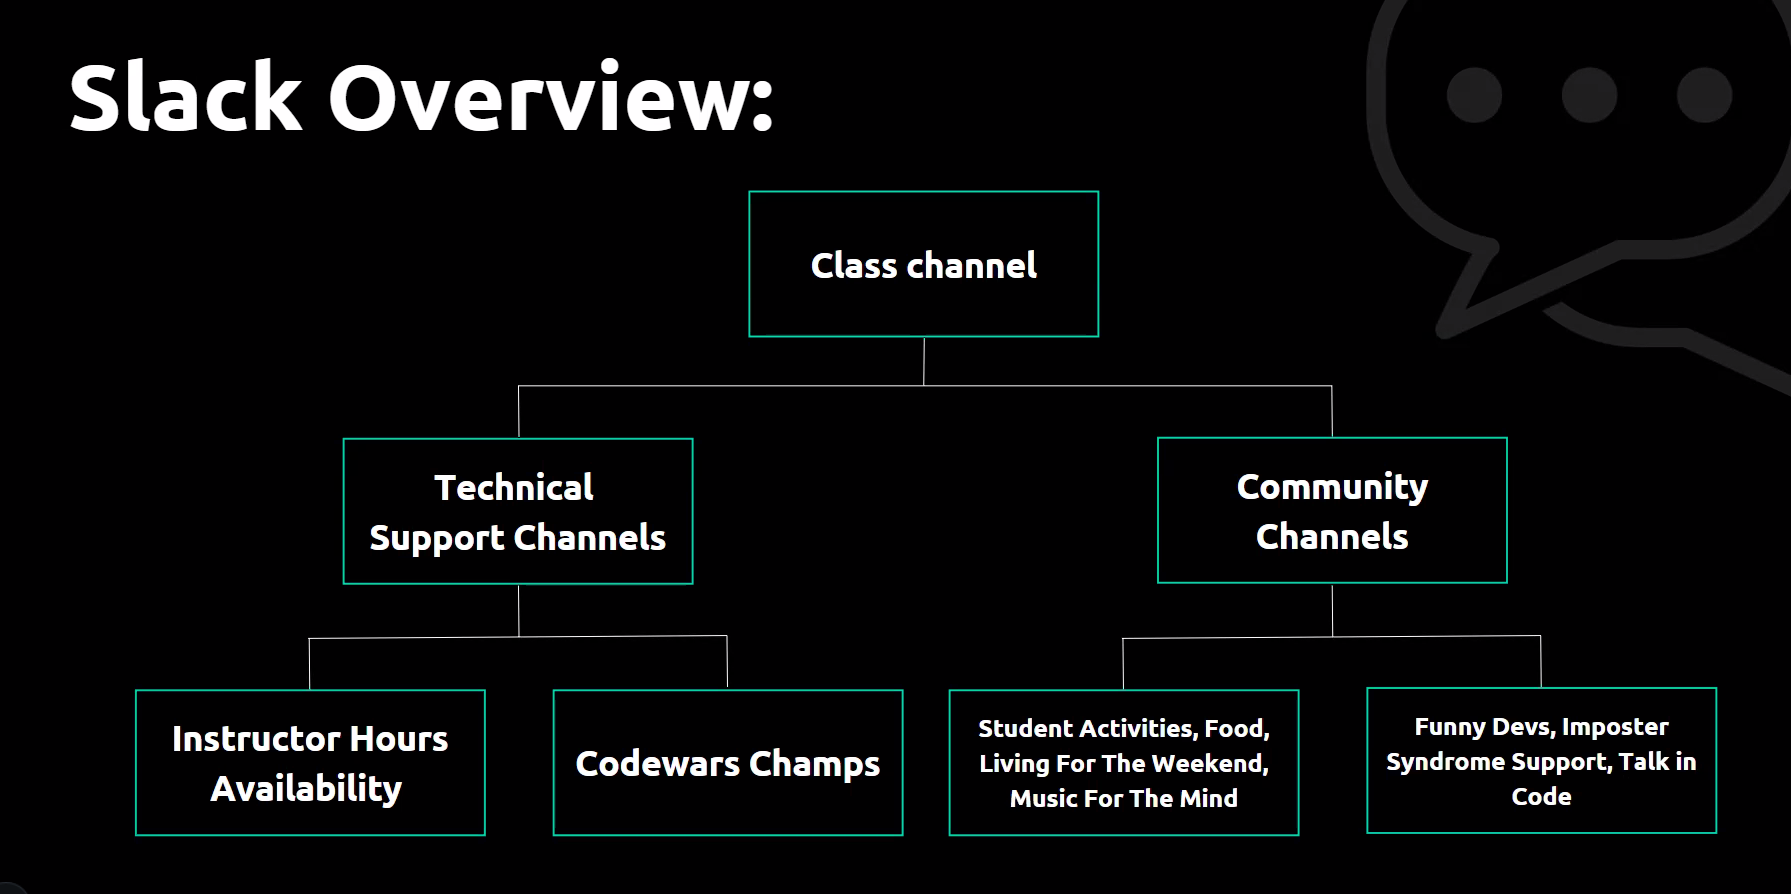 Slack Overview:
Class channel
Technical
Support Channels
Community
Channels
Instructor Hours
Availability
Codewars Champs
Student Activities, Food,
Living For The Weekend,
Music For The Mind
Funny Devs, Imposter
Syndrome Support, Talk in
Code